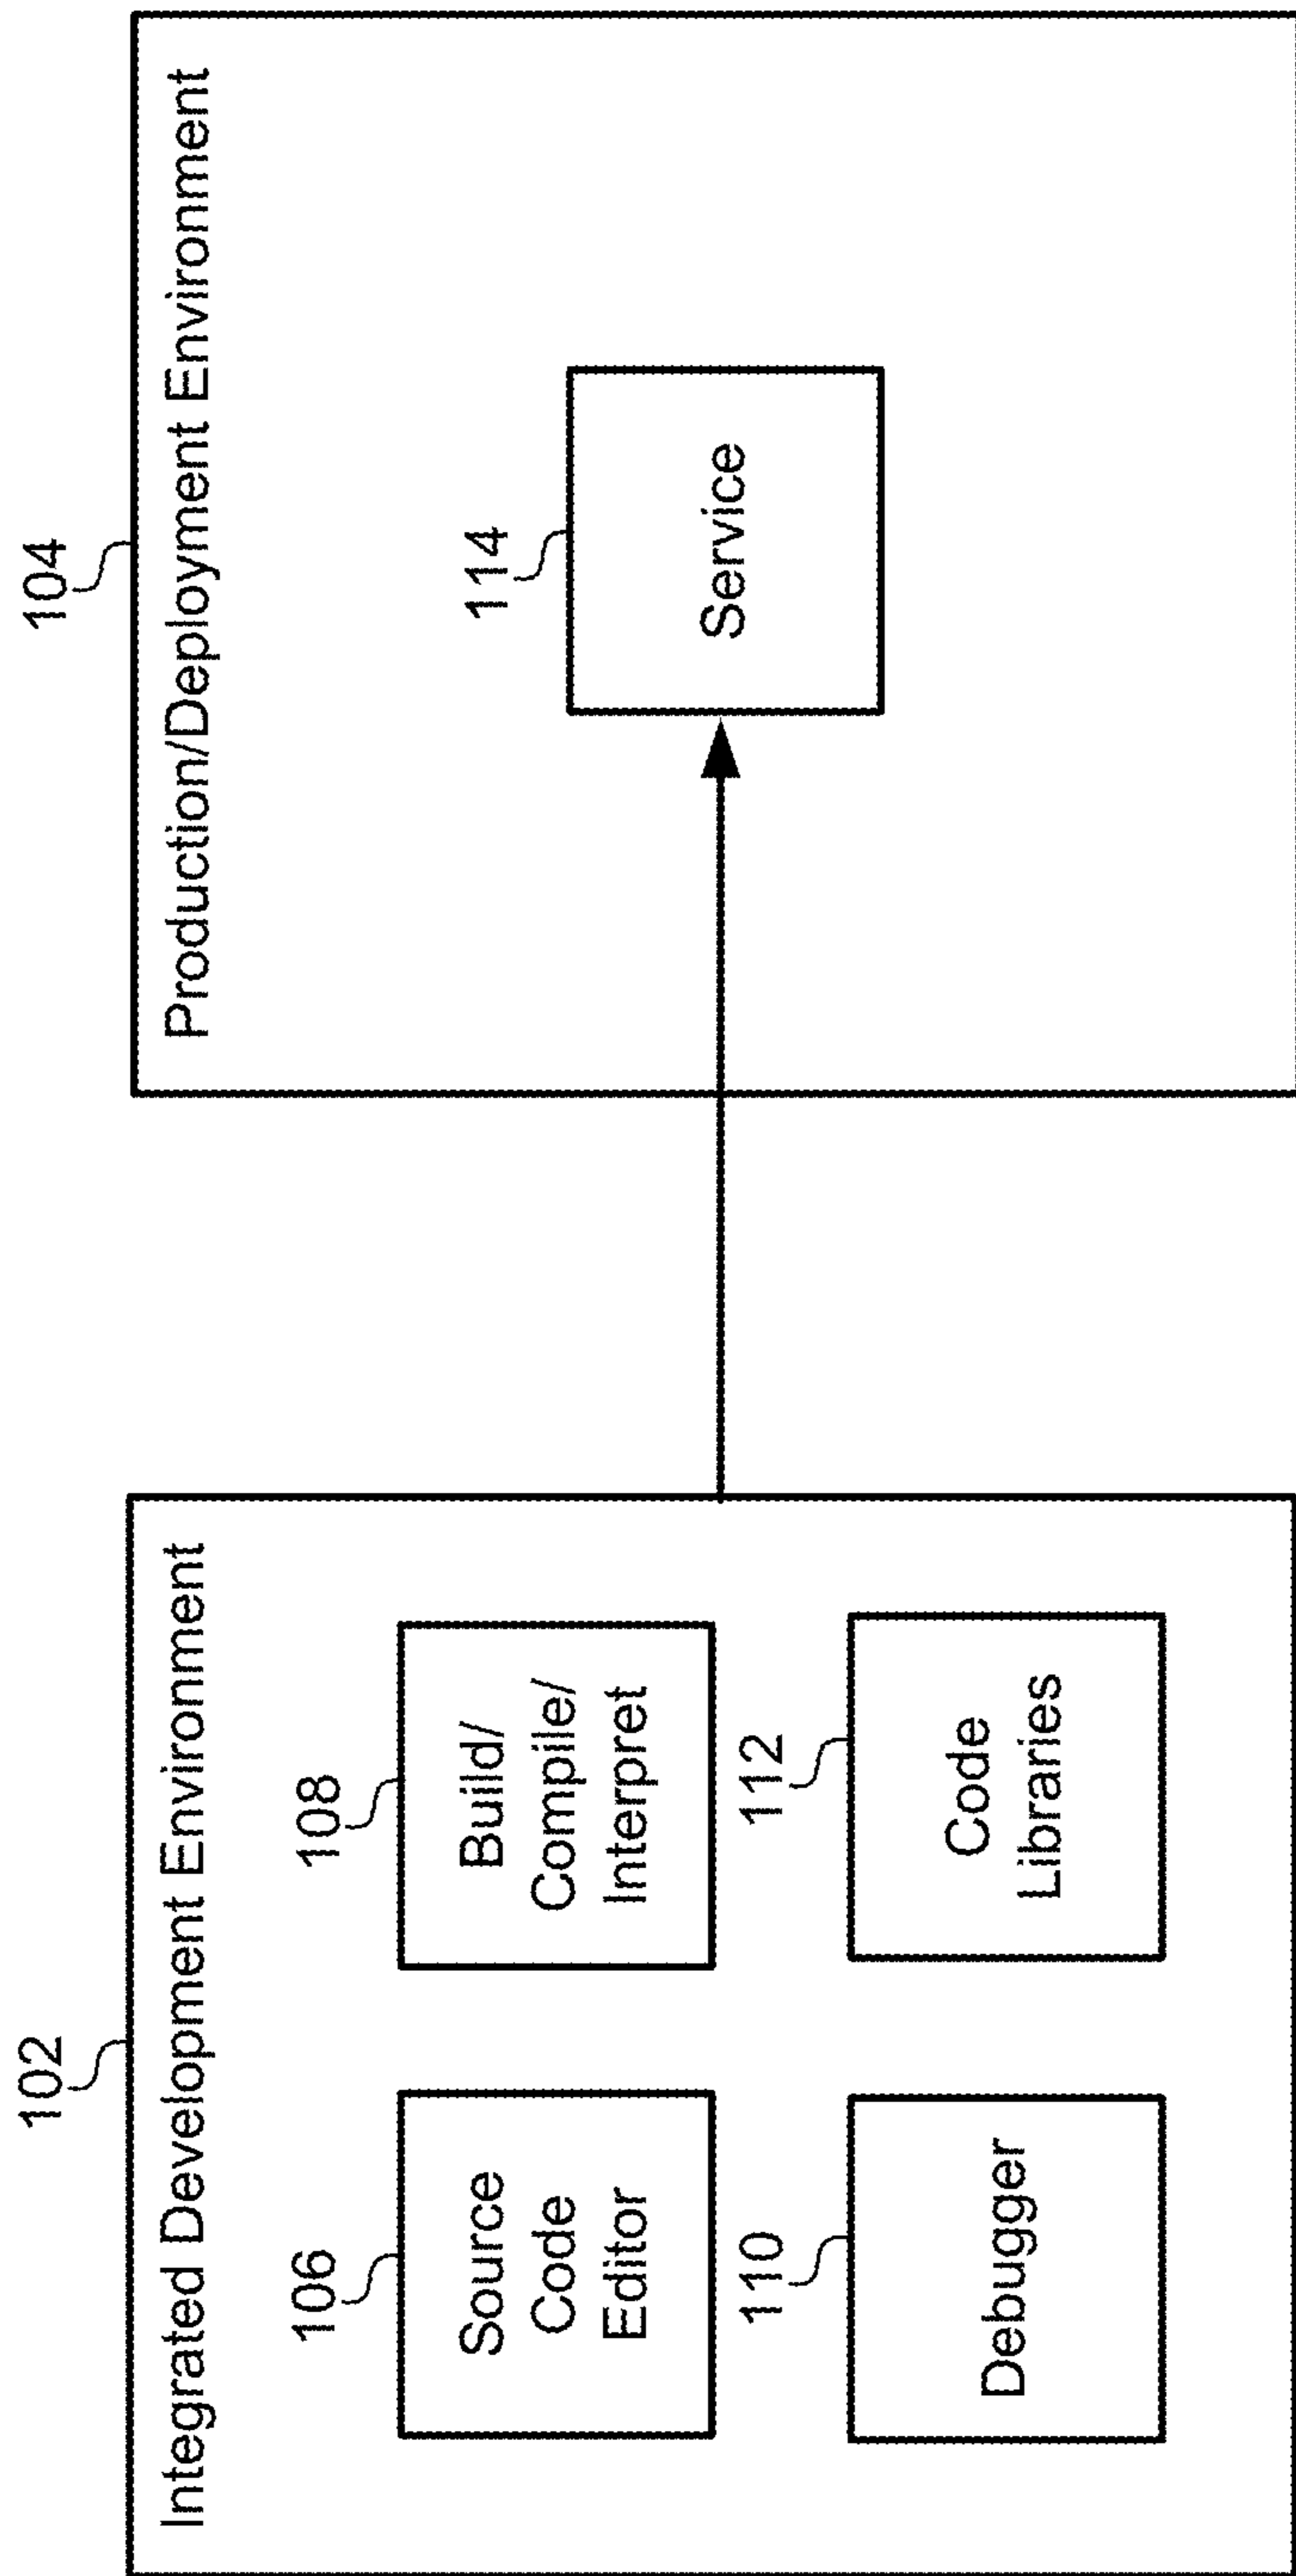 102
Integrated Development Environment
106
Source
Code
Editor
108
Build/
Compile/
Interpret
110
Debugger
112
Code
Libraries
104
Production/Deployment Environment
114
Service